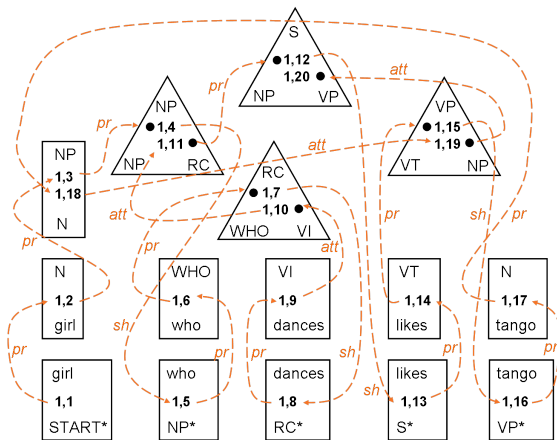 S
1,12
1,20
NP VP
att
pr
NP
1,4
1,11
NP RC
pr
VP
1,15
1,19
VT NP
NP
1,3
1,18
N
att
RC
1,7
1,10
WHO VI
att
pr
pr
att
pr
sh
pr
N
1,2
girl
WHO
1,6
who
VI
1,9
dances
VT
1,14
likes
N
1,17
tango
pr
sh
pr
pr
sh
sh
pr
pr
girl
1,1
START*
who
1,5
NP*
dances
1,8
RC*
likes
1,13
S*
tango
1,16
VP*